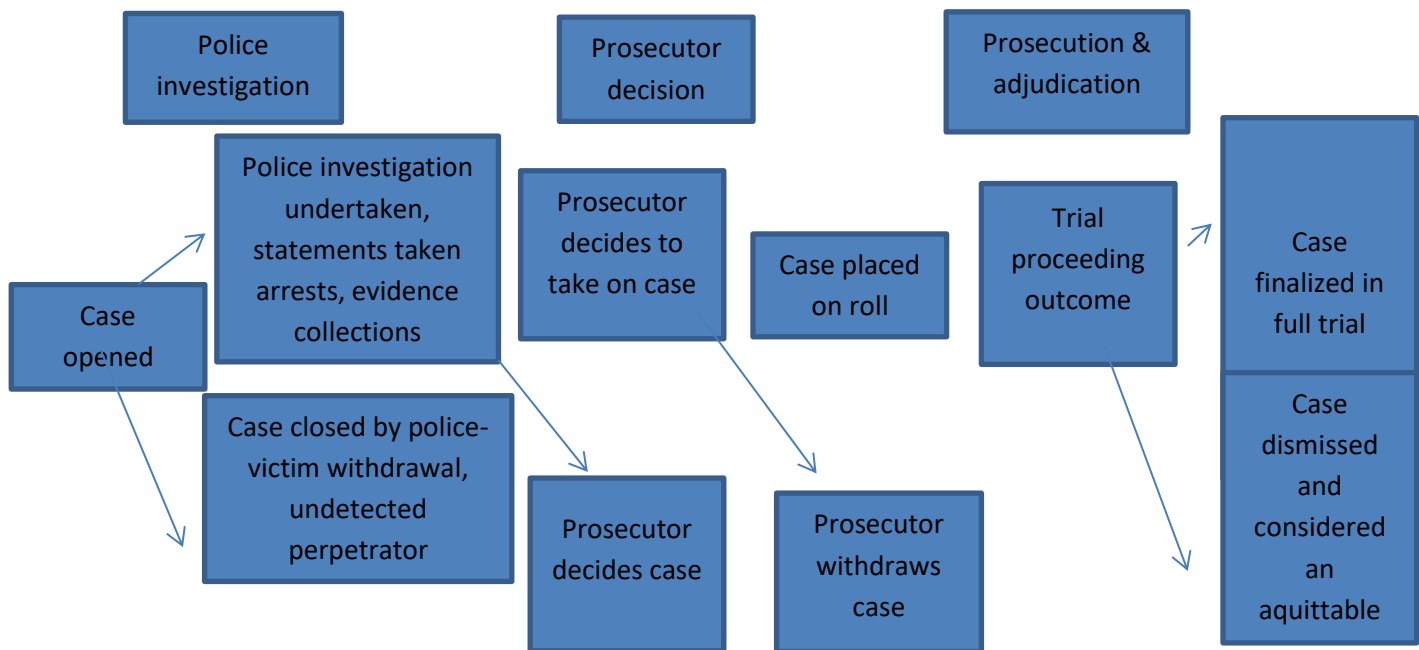 Police
investigation
Prosecutor
decision
Prosecution &
adjudication
Case
opened
Police investigation
undertaken,
statements taken
arrests, evidence
collections
Case closed by police-
victim withdrawal,
undetected
perpetrator
Prosecutor
decides to
take on case
Prosecutor
decides case
Case placed
on roll
Prosecutor
withdraws
case
Trial
proceeding
outcome
Case
finalized in
full trial
Case
dismissed
and
considered
an
aquittable